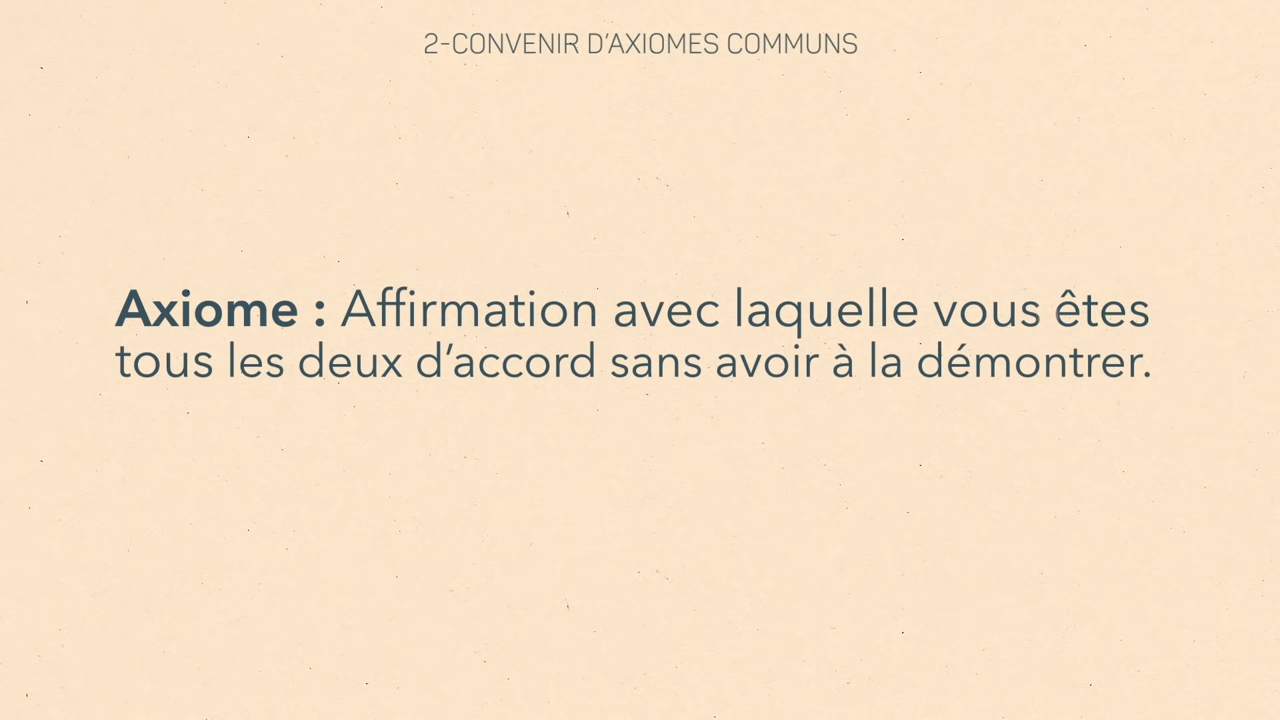 2-CONVENIR D’AXIOMES COMMUNS
Axiome : Affirmation avec laquelle vous êtes
tous les deux d’accord sans avoir à la démontrer.